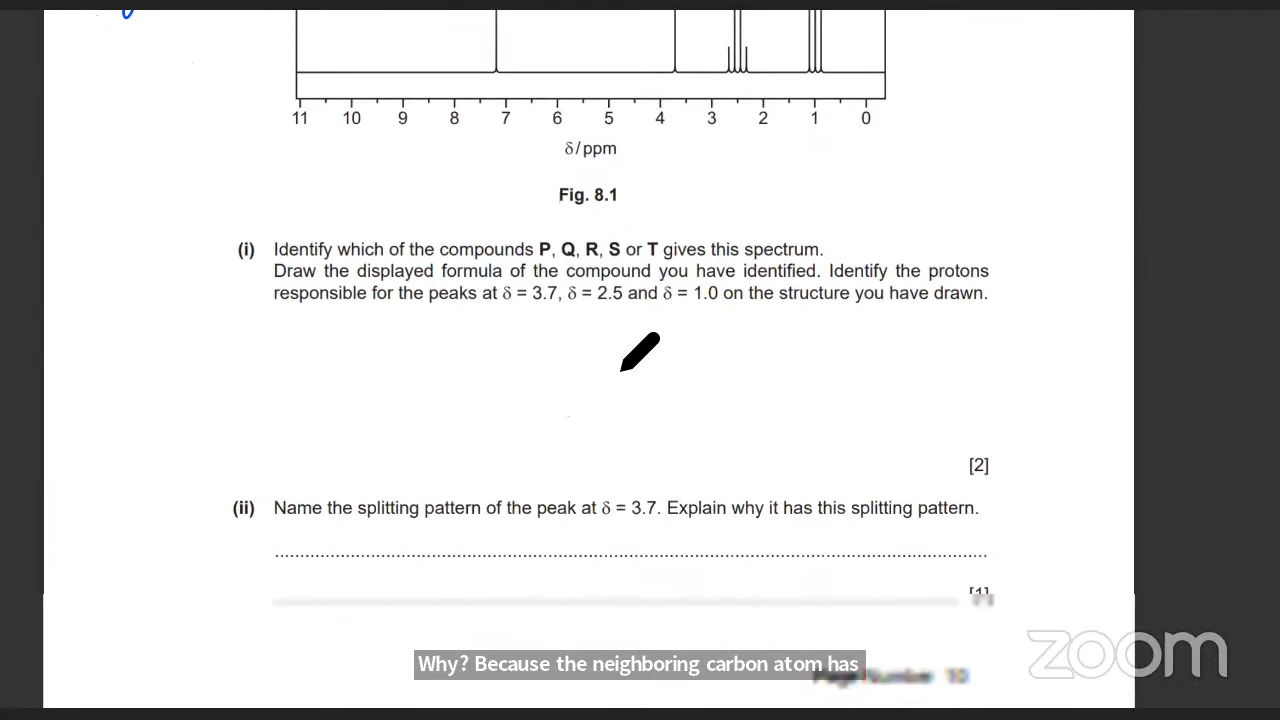 11 10 9 8 7 6 5 4 3 2 1 0
δ/ppm
Fig. 8.1
(i) Identify which of the compounds P, Q, R, S or T gives this spectrum.
Draw the displayed formula of the compound you have identified. Identify the protons
responsible for the peaks at δ = 3.7, δ = 2.5 and δ = 1.0 on the structure you have drawn.
[2]
(ii) Name the splitting pattern of the peak at δ = 3.7. Explain why it has this splitting pattern.
[1]
Why? Because the neighboring carbon atom has
Page Number 10
zoom